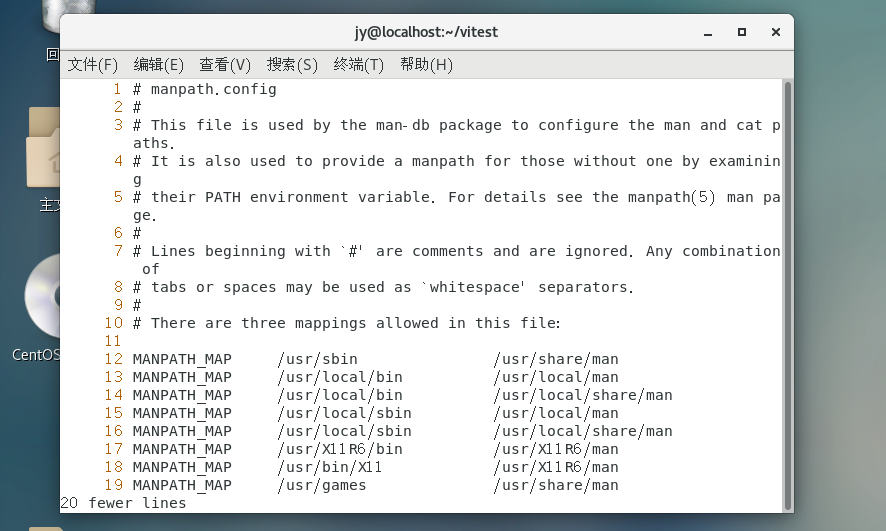 jy@localhost:~/vitest
文件(F) 编辑(E) 查看(V) 搜索(S) 终端(T) 帮助(H)
1 # manpath.config
2 #
3 # This file is used by the man-db package to configure the man and cat p
aths.
4 # It is also used to provide a manpath for those without one by examinin
g
5 # their PATH environment variable. For details see the manpath(5) man pa
ge.
6 #
7 # Lines beginning with `#' are comments and are ignored. Any combination
of
8 # tabs or spaces may be used as `whitespace' separators.
9 #
10 # There are three mappings allowed in this file:
11
12 MANPATH_MAP /usr/sbin /usr/share/man
13 MANPATH_MAP /usr/local/bin /usr/local/man
14 MANPATH_MAP /usr/local/bin /usr/local/share/man
15 MANPATH_MAP /usr/local/sbin /usr/local/man
16 MANPATH_MAP /usr/local/sbin /usr/local/share/man
17 MANPATH_MAP /usr/X11R6/bin /usr/X11R6/man
18 MANPATH_MAP /usr/bin/X11 /usr/X11R6/man
19 MANPATH_MAP /usr/games /usr/share/man
20 fewer lines
回
主文
CentOS